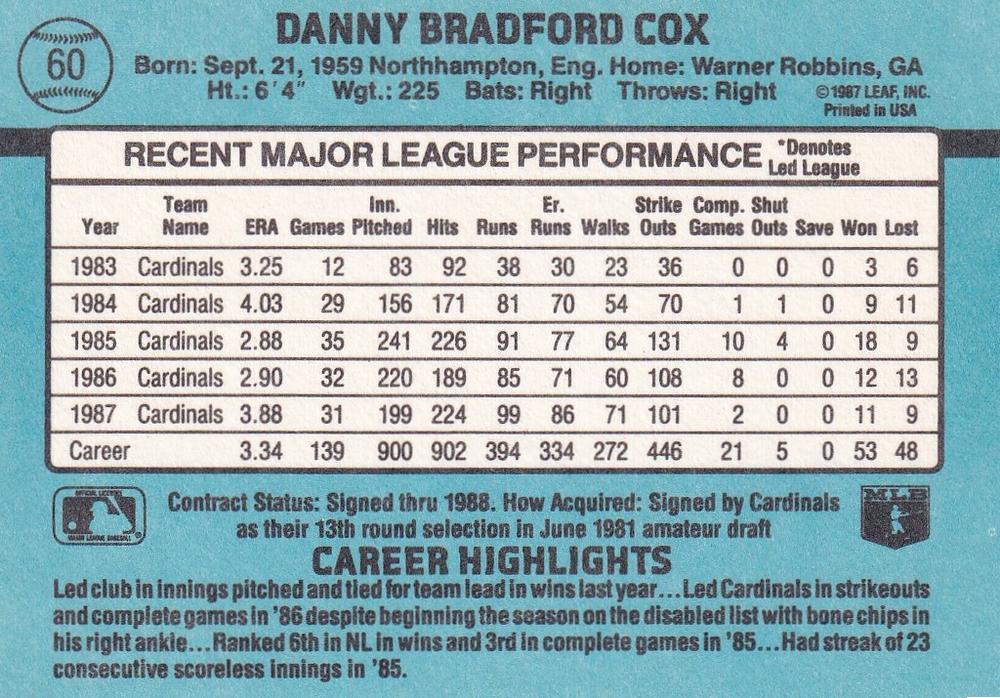 DANNY BRADFORD COX
60
Born: Sept. 21, 1959 Northhampton, Eng. Home: Warner Robbins, GA
Ht.: 6'4" Wgt.: 225 Bats: Right Throws: Right ©1987 LEAF, INC.
Printed in USA
RECENT MAJOR LEAGUE PERFORMANCE *Denotes Led League
Year Team Name ERA Games Inn. Pitched Hits Runs Er. Runs Walks Strike Outs Comp. Games Shut Outs Save Won Lost
1983 Cardinals 3.25 12 83 92 38 30 23 36 0 0 0 3 6
1984 Cardinals 4.03 29 156 171 81 70 54 70 1 1 0 9 11
1985 Cardinals 2.88 35 241 226 91 77 64 131 10 4 0 18 9
1986 Cardinals 2.90 32 220 189 85 71 60 108 8 0 0 12 13
1987 Cardinals 3.88 31 199 224 99 86 71 101 2 0 0 11 9
Career 3.34 139 900 902 394 334 272 446 21 5 0 53 48
OFFICIAL LICENSEE
MAJOR LEAGUE BASEBALL
Contract Status: Signed thru 1988. How Acquired: Signed by Cardinals
as their 13th round selection in June 1981 amateur draft
MLB
CAREER HIGHLIGHTS
Led club in innings pitched and tied for team lead in wins last year...Led Cardinals in strikeouts
and complete games in '86 despite beginning the season on the disabled list with bone chips in
his right ankle...Ranked 6th in NL in wins and 3rd in complete games in '85...Had streak of 23
consecutive scoreless innings in '85.